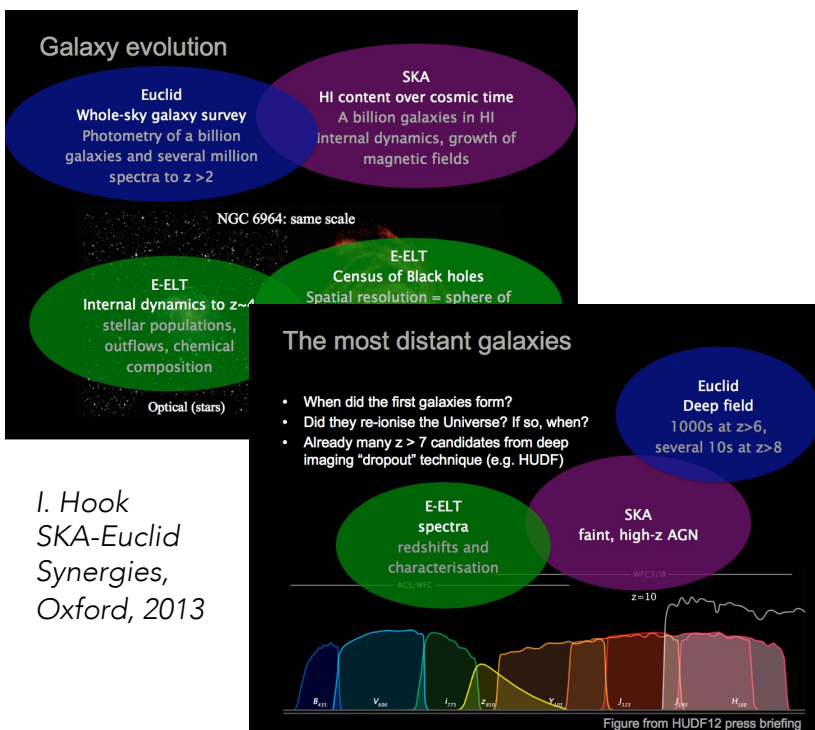 Galaxy evolution
Euclid
Whole-sky galaxy survey
Photometry of a billion
galaxies and several million
spectra to z >2
SKA
HI content over cosmic time
A billion galaxies in HI
Internal dynamics, growth of
magnetic fields
NGC 6964: same scale
E-ELT
Internal dynamics to z~4
stellar populations,
outflows, chemical
composition
E-ELT
Census of Black holes
Spatial resolution = sphere of
Optical (stars)
The most distant galaxies
• When did the first galaxies form?
• Did they re-ionise the Universe? If so, when?
• Already many z > 7 candidates from deep
imaging “dropout” technique (e.g. HUDF)
Euclid
Deep field
1000s at z>6,
several 10s at z>8
E-ELT
spectra
redshifts and
characterisation
SKA
faint, high-z AGN
WFC3/IR
ACS/WFC
z=10
B435 V606 i775 z850 Y105 J125 J140 H160
Figure from HUDF12 press briefing
I. Hook
SKA-Euclid
Synergies,
Oxford, 2013